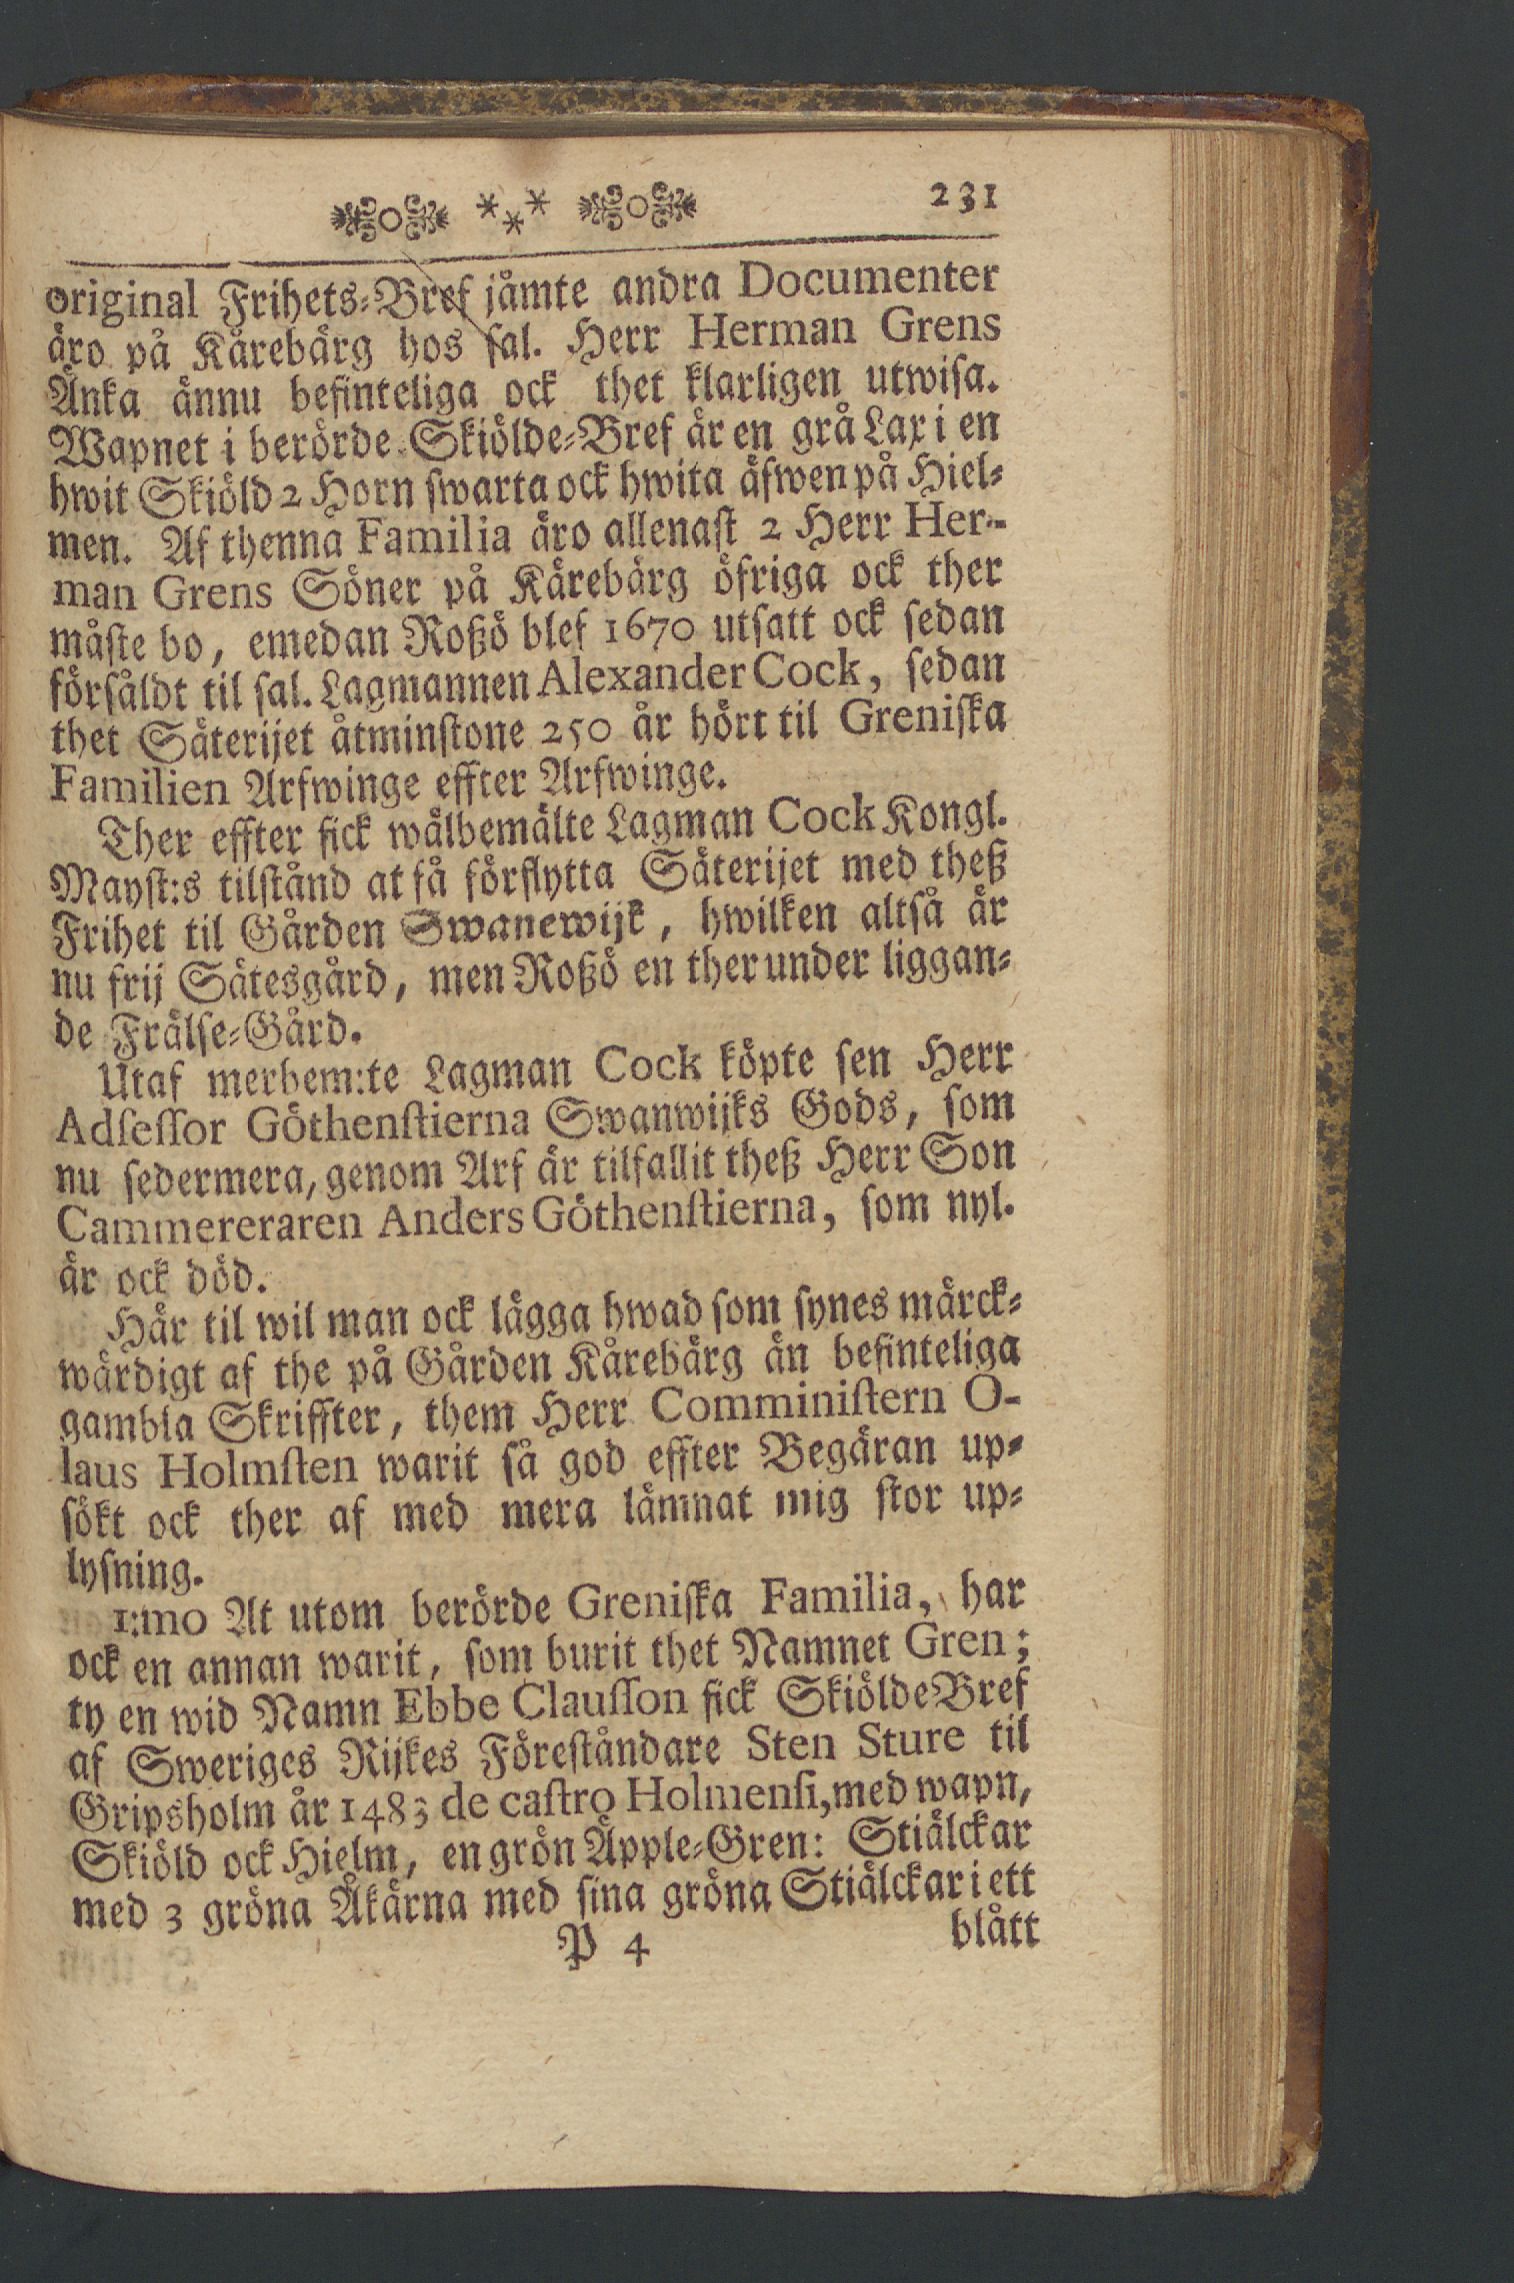 231
original Frihets-Bref jåmte andra Documenter
äro på Kårebärg hos sal. Herr Herman Grens
Änka ännu befinteliga ock thet klarligen utwisa.
Wapnet i berörde Skiölde-Bref är en grå Lax i en
hwit Skiöld 2 Horn swarta ock hwita äfwen på Hiel-
men. Af thenna Familia äro allenast 2 Herr Her-
man Grens Söner på Kårebärg öfriga ock ther
måste bo, emedan Roßö blef 1670 utsatt ock sedan
försåldt til sal. Lagmannen Alexander Cock, sedan
thet Säterijet åtminstone 250 år hört til Greniska
Familien Arfwinge effter Arfwinge.
Ther effter fick wälbemälte Lagman Cock Kongl.
Mayst:s tilstånd at få förflytta Säterijet med theß
Frihet til Gården Swanewijk, hwilken altså är
nu frij Sätesgård, men Roßö en ther under liggan-
de Frälse-Gård.
Utaf merbem:te Lagman Cock köpte sen Herr
Adsessor Göthenstierna Swanwijks Gods, som
nu sedermera, genom Arf är tilfallit theß Herr Son
Cammereraren Anders Göthenstierna, som nyl.
är ock död.
Här til wil man ock lägga hwad som synes märck-
wärdigt af the på Gården Kårebärg än befinteliga
gambla Skriffter, them Herr Comministern O-
laus Holmsten warit så god effter Begäran up-
sökt ock ther af med mera lämnat mig stor up-
lysning.
1:mo At utom berörde Greniska Familia, har
ock en annan warit, som burit thet Namnet Gren;
ty en wid Namn Ebbe Clausson fick SkiöldeBref
af Sweriges Rijkes Föreståndare Sten Sture til
Gripsholm år 1483 de castro Holmensi, med wapn,
Skiöld ock Hielm, en grön Äpple-Gren: Stiälckar
med 3 gröna Åkärna med sina gröna Stiälckar i ett
P 4 blått